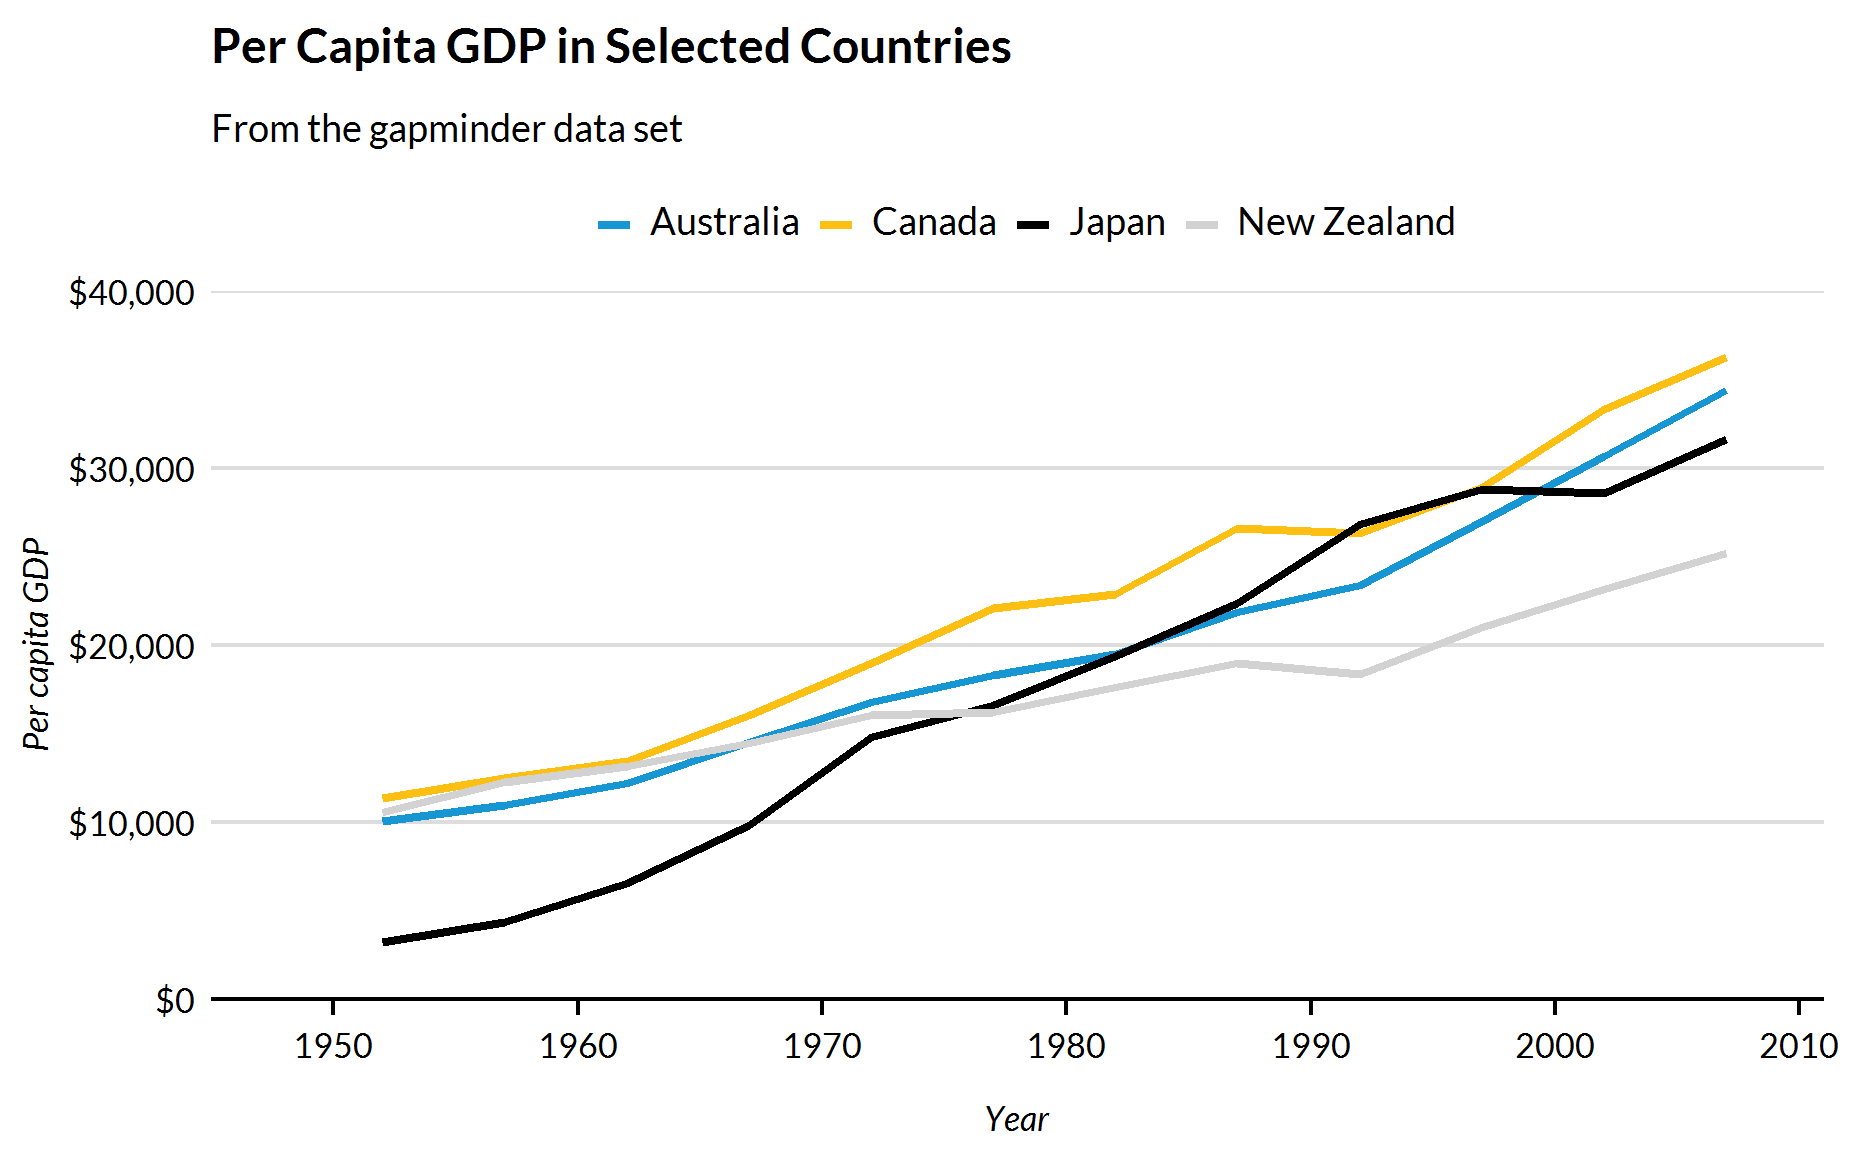 Per Capita GDP in Selected Countries
From the gapminder data set
Australia Canada Japan New Zealand
$40,000
$30,000
$20,000
$10,000
$0
Per capita GDP
1950 1960 1970 1980 1990 2000 2010
Year